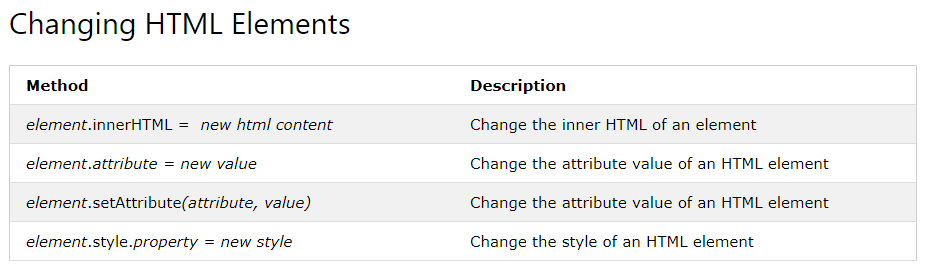 Changing HTML Elements
Method Description
element.innerHTML =  new html content Change the inner HTML of an element
element.attribute = new value Change the attribute value of an HTML element
element.setAttribute(attribute, value) Change the attribute value of an HTML element
element.style.property = new style Change the style of an HTML element